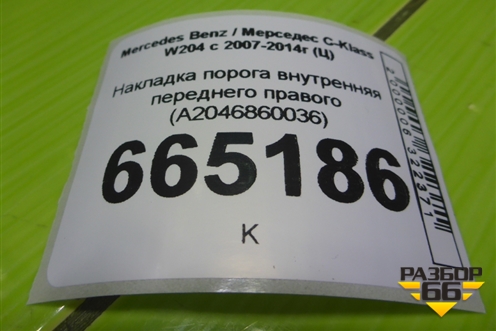 Mercedes Benz / Мерседес C-Klass
W204 с 2007-2014г (Ц)
Накладка порога внутренняя
переднего правого
(A2046860036)
665186
К
РАЗБОР
66